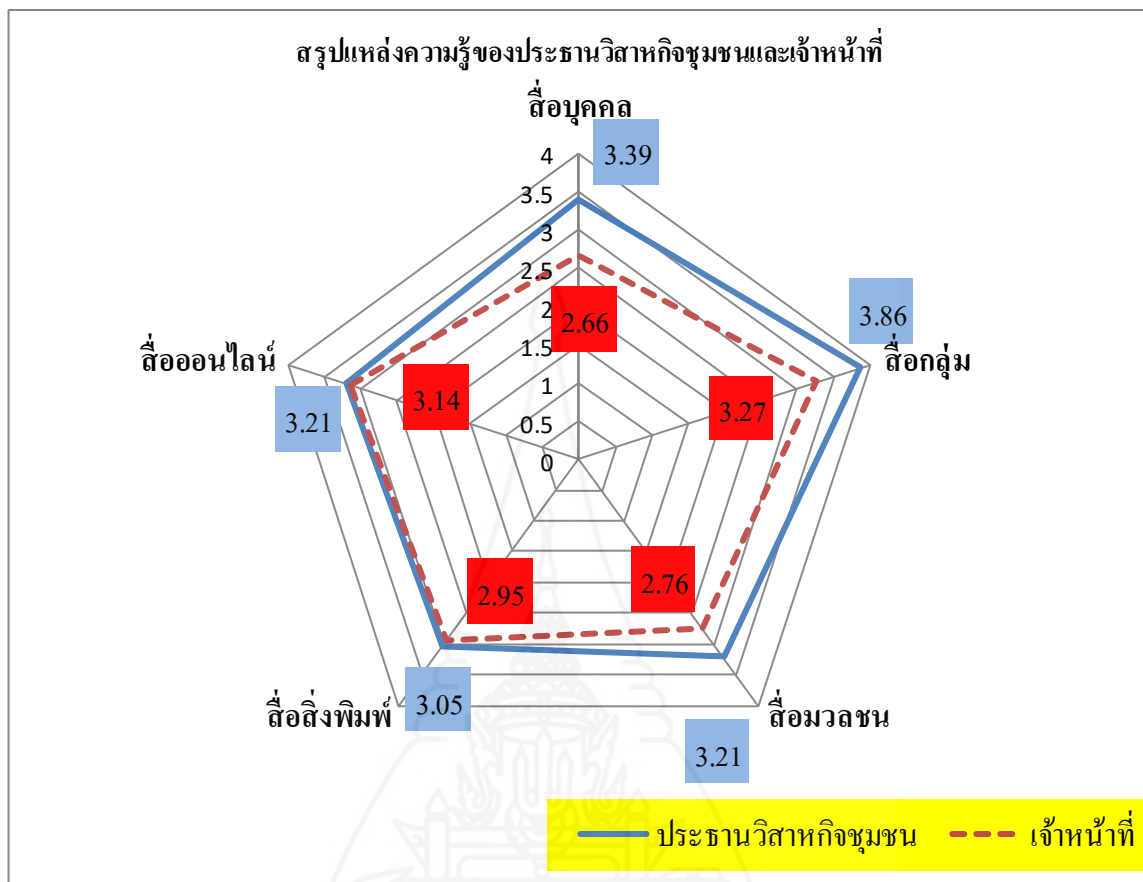 สรุปแหล่งความรู้ของประธานวิสาหกิจชุมชนและเจ้าหน้าที่
สื่อบุคคล
3.39
4
3.5
3
2.5
2
1.5
1
0.5
0
2.66
3.86
สื่อกลุ่ม
3.27
สื่อออนไลน์
3.14
3.21
2.95
2.76
สื่อสิ่งพิมพ์
3.05
สื่อมวลชน
3.21
ประธานวิสาหกิจชุมชน
เจ้าหน้าที่